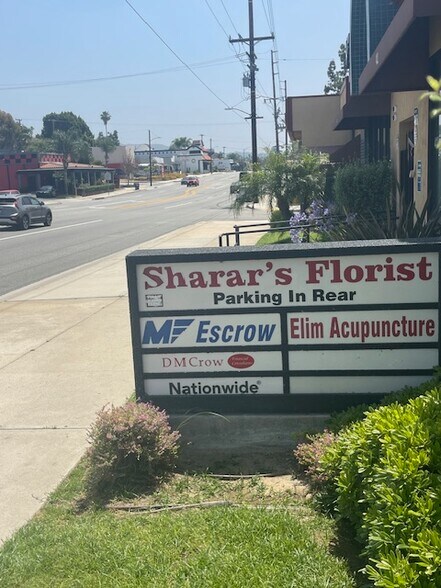 Sharar's Florist
Parking In Rear
MF Escrow
Elim Acupuncture
DMCrow
Nationwide®